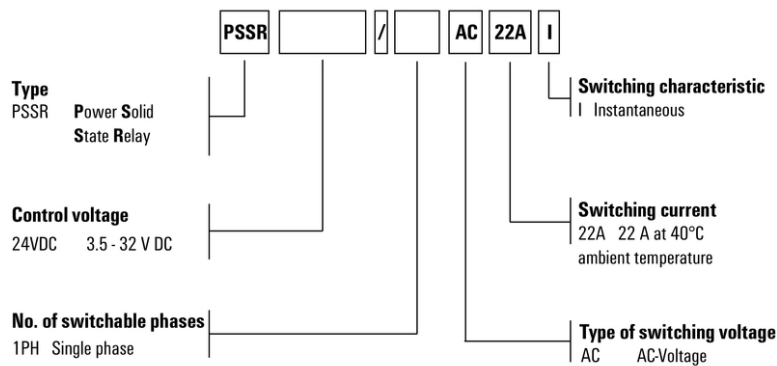 PSSR / AC 22A I
Type
PSSR Power Solid
State Relay
Switching characteristic
I Instantaneous
Control voltage
24VDC 3.5 - 32 V DC
Switching current
22A 22 A at 40°C
ambient temperature
No. of switchable phases
1PH Single phase
Type of switching voltage
AC AC-Voltage